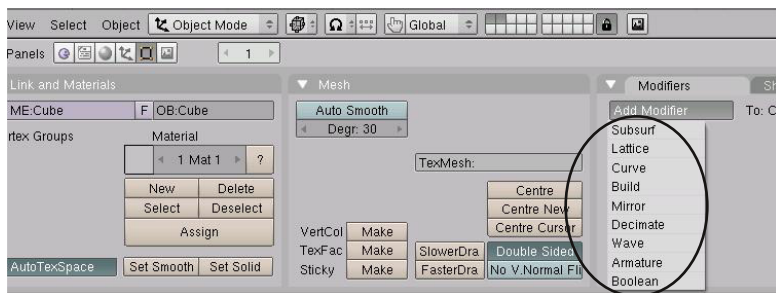 View Select Object Object Mode Global
Panels 1
Link and Materials
ME:Cube F OB:Cube
rtex Groups Material
1 Mat 1 ?
New Delete
Select Deselect
Assign
AutoTexSpace Set Smooth Set Solid
Mesh
Auto Smooth
Degr: 30
TexMesh:
Centre
Centre New
Centre Cursor
VertCol Make
TexFac Make SlowerDra Double Sided
Sticky Make FasterDra No V.Normal Fli
Modifiers Sh
Add Modifier To: C
Subsurf
Lattice
Curve
Build
Mirror
Decimate
Wave
Armature
Boolean